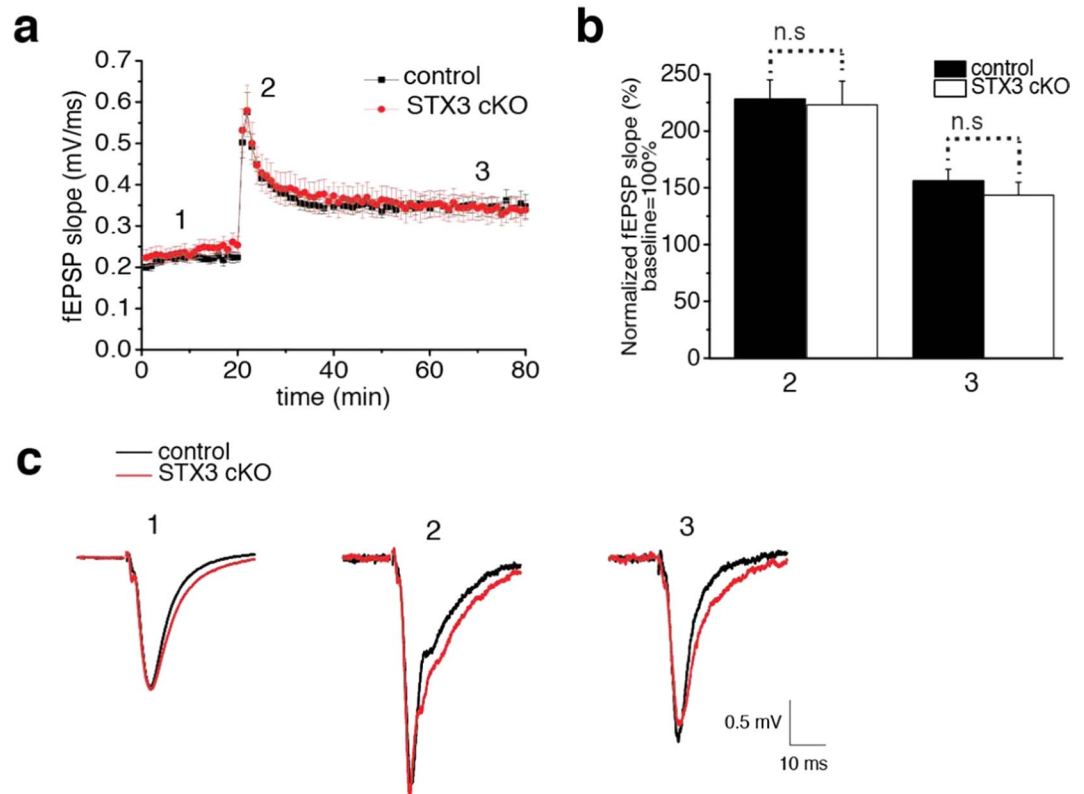 a
0.7
0.6
0.5
0.4
0.3
0.2
0.1
0.0
fEPSP slope (mV/ms)
1
2
3
control
STX3 cKO
0
20
40
60
80
time (min)
b
n.s
n.s
control
STX3 cKO
250
200
150
100
50
0
Normalized fEPSP slope (%)
baseline=100%
2
3
c
control
STX3 cKO
1
2
3
0.5 mV
10 ms